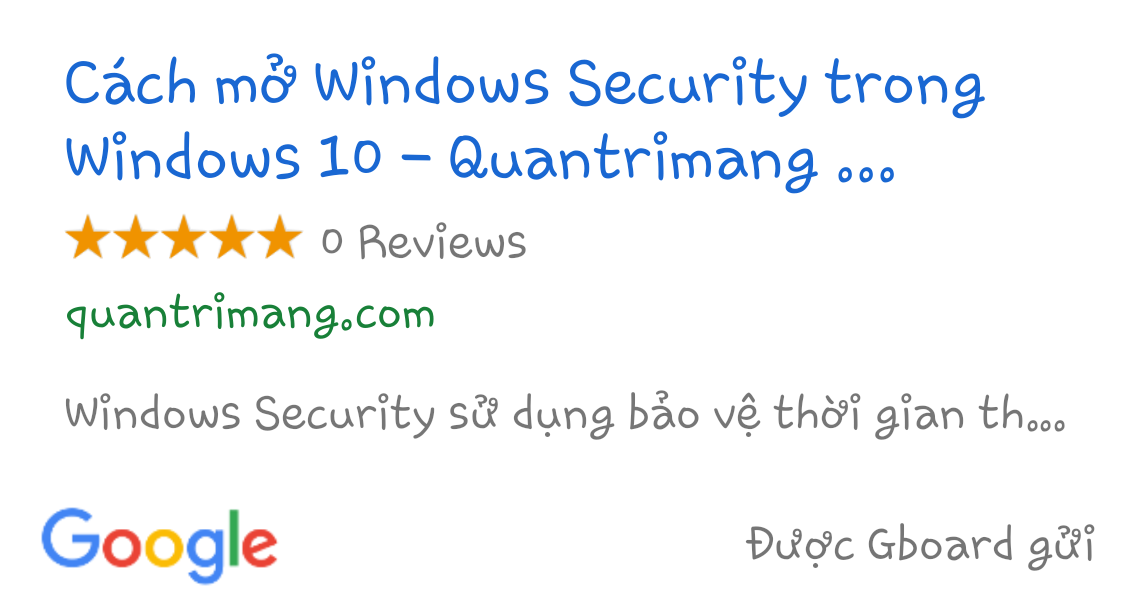 Cách mở Windows Security trong
Windows 10 - Quantrimang ...
0 Reviews
quantrimang.com
Windows Security sử dụng bảo vệ thời gian th...
Google
Được Gboard gửi